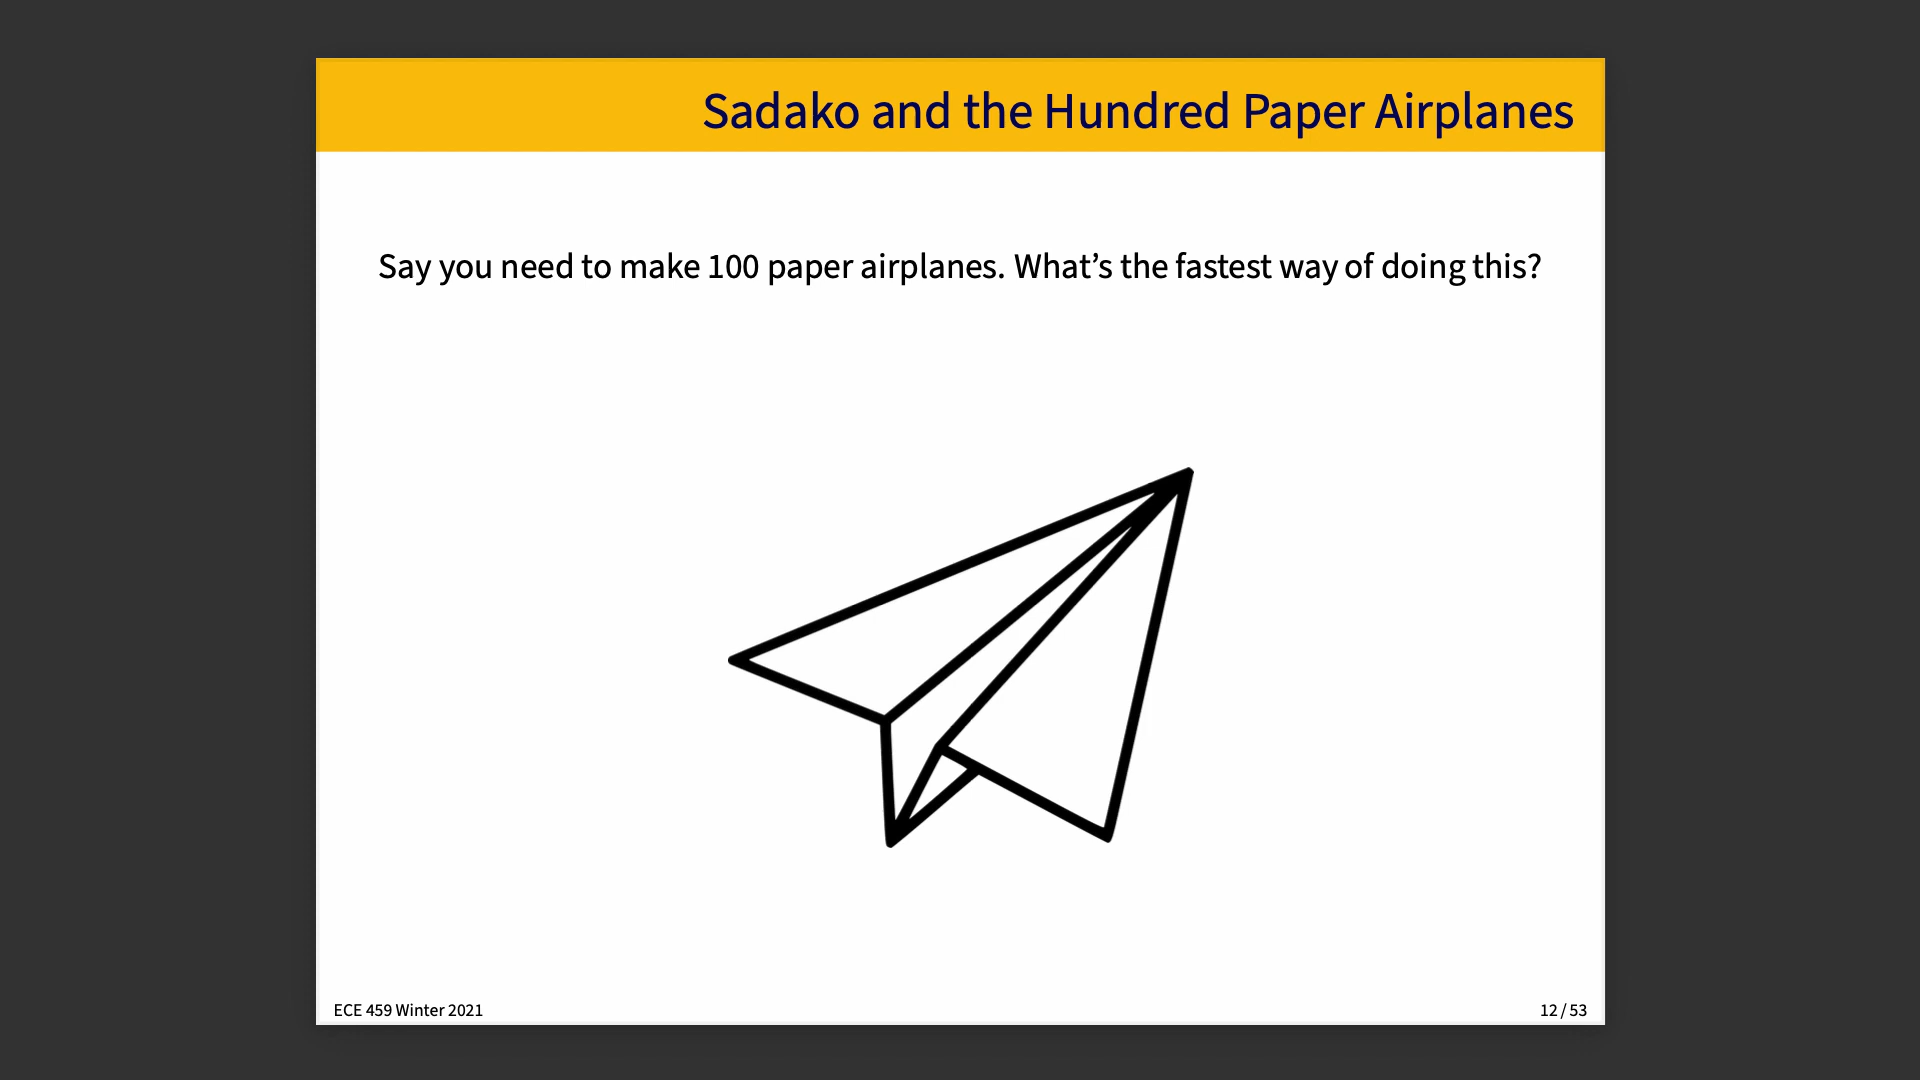 Sadako and the Hundred Paper Airplanes
Say you need to make 100 paper airplanes. What’s the fastest way of doing this?
ECE 459 Winter 2021
12 / 53